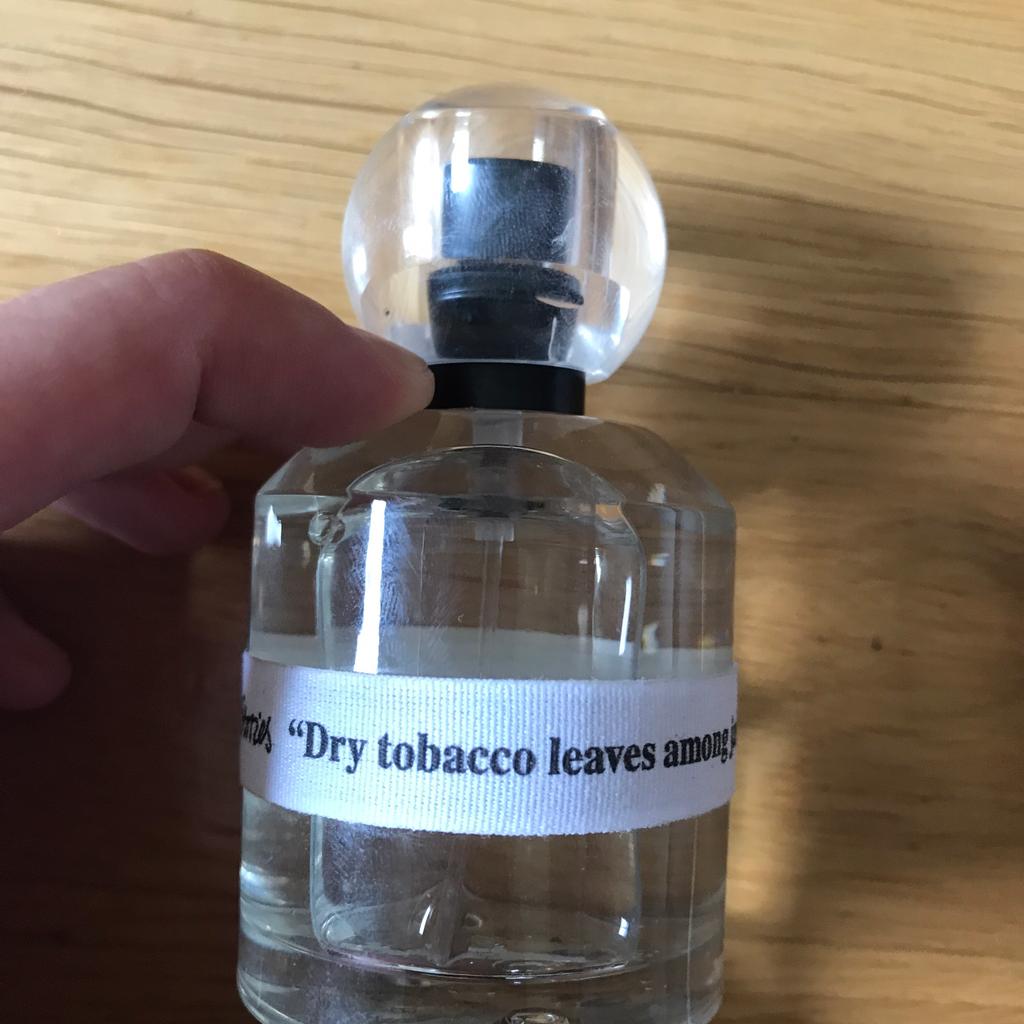 “Dry tobacco leaves among